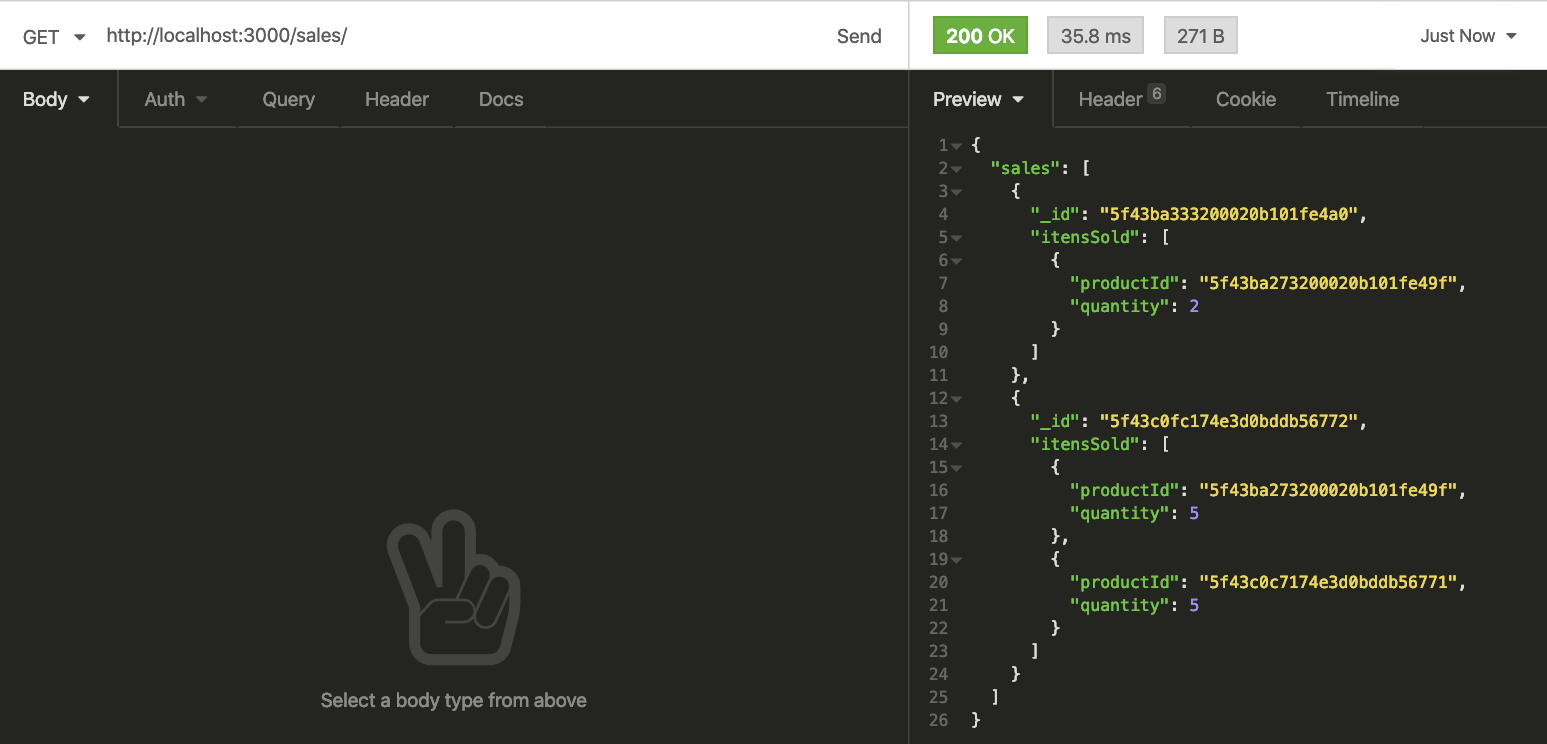 GET http://localhost:3000/sales/ Send 200 OK 35.8 ms 271 B Just Now
Body Auth Query Header Docs Preview Header 6 Cookie Timeline
1 {
2 "sales": [
3 {
4 "_id": "5f43ba333200020b101fe4a0",
5 "itensSold": [
6 {
7 "productId": "5f43ba273200020b101fe49f",
8 "quantity": 2
9 }
10 ]
11 },
12 {
13 "_id": "5f43c0fc174e3d0bddb56772",
14 "itensSold": [
15 {
16 "productId": "5f43ba273200020b101fe49f",
17 "quantity": 5
18 },
19 {
20 "productId": "5f43c0c7174e3d0bddb56771",
21 "quantity": 5
22 }
23 ]
24 }
25 ]
26 }
Select a body type from above